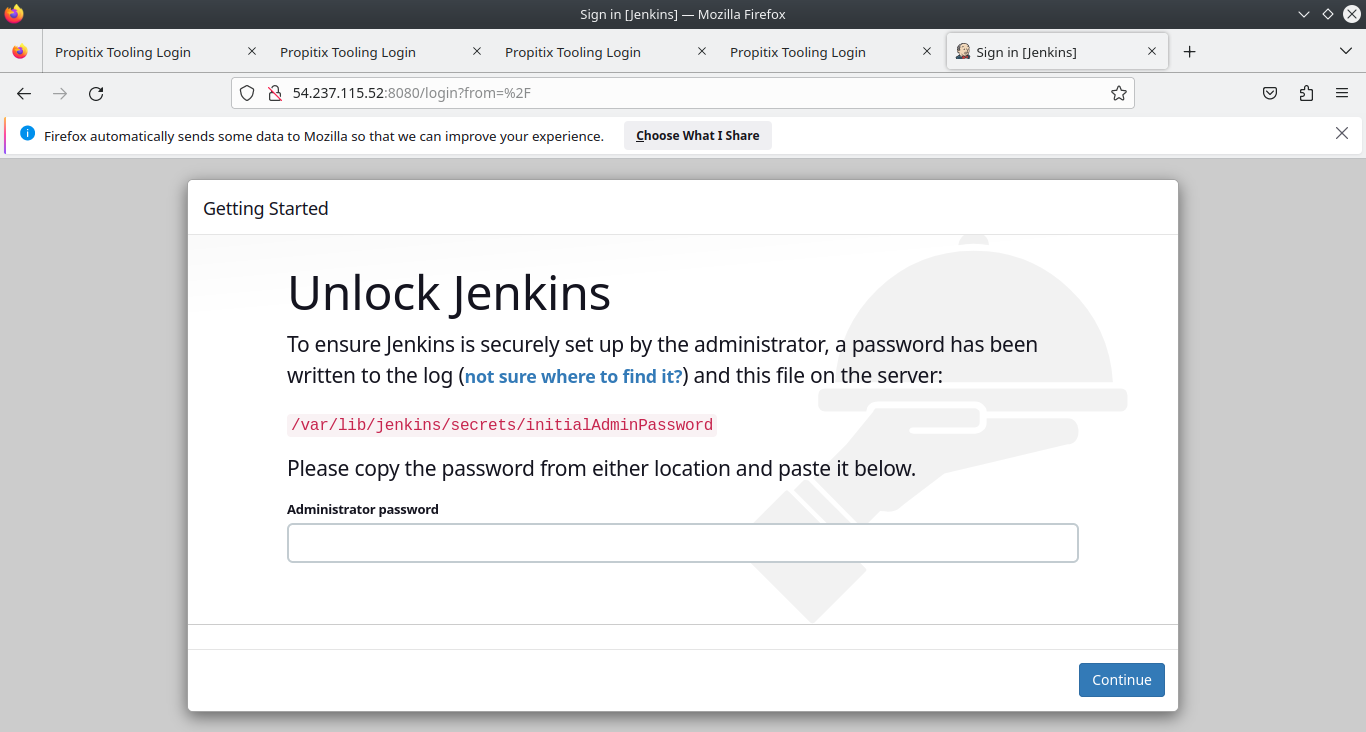 Sign in [Jenkins] — Mozilla Firefox
Propitix Tooling Login
Propitix Tooling Login
Propitix Tooling Login
Propitix Tooling Login
Sign in [Jenkins]
54.237.115.52:8080/login?from=%2F
Firefox automatically sends some data to Mozilla so that we can improve your experience.
Choose What I Share
Getting Started
Unlock Jenkins
To ensure Jenkins is securely set up by the administrator, a password has been
written to the log (not sure where to find it?) and this file on the server:
/var/lib/jenkins/secrets/initialAdminPassword
Please copy the password from either location and paste it below.
Administrator password
Continue